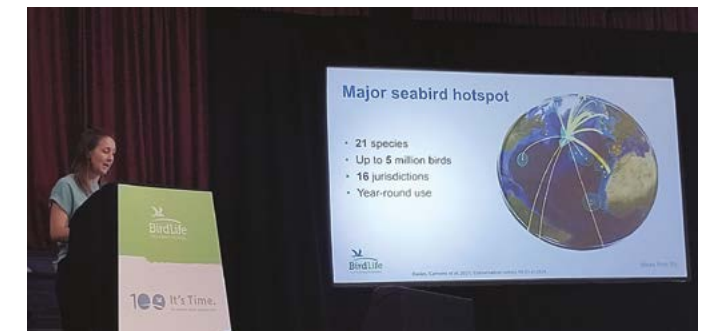 Major seabird hotspot
• 21 species
• Up to 5 million birds
• 16 jurisdictions
• Year-round use
BirdLife
BirdLife
100 It's Time.